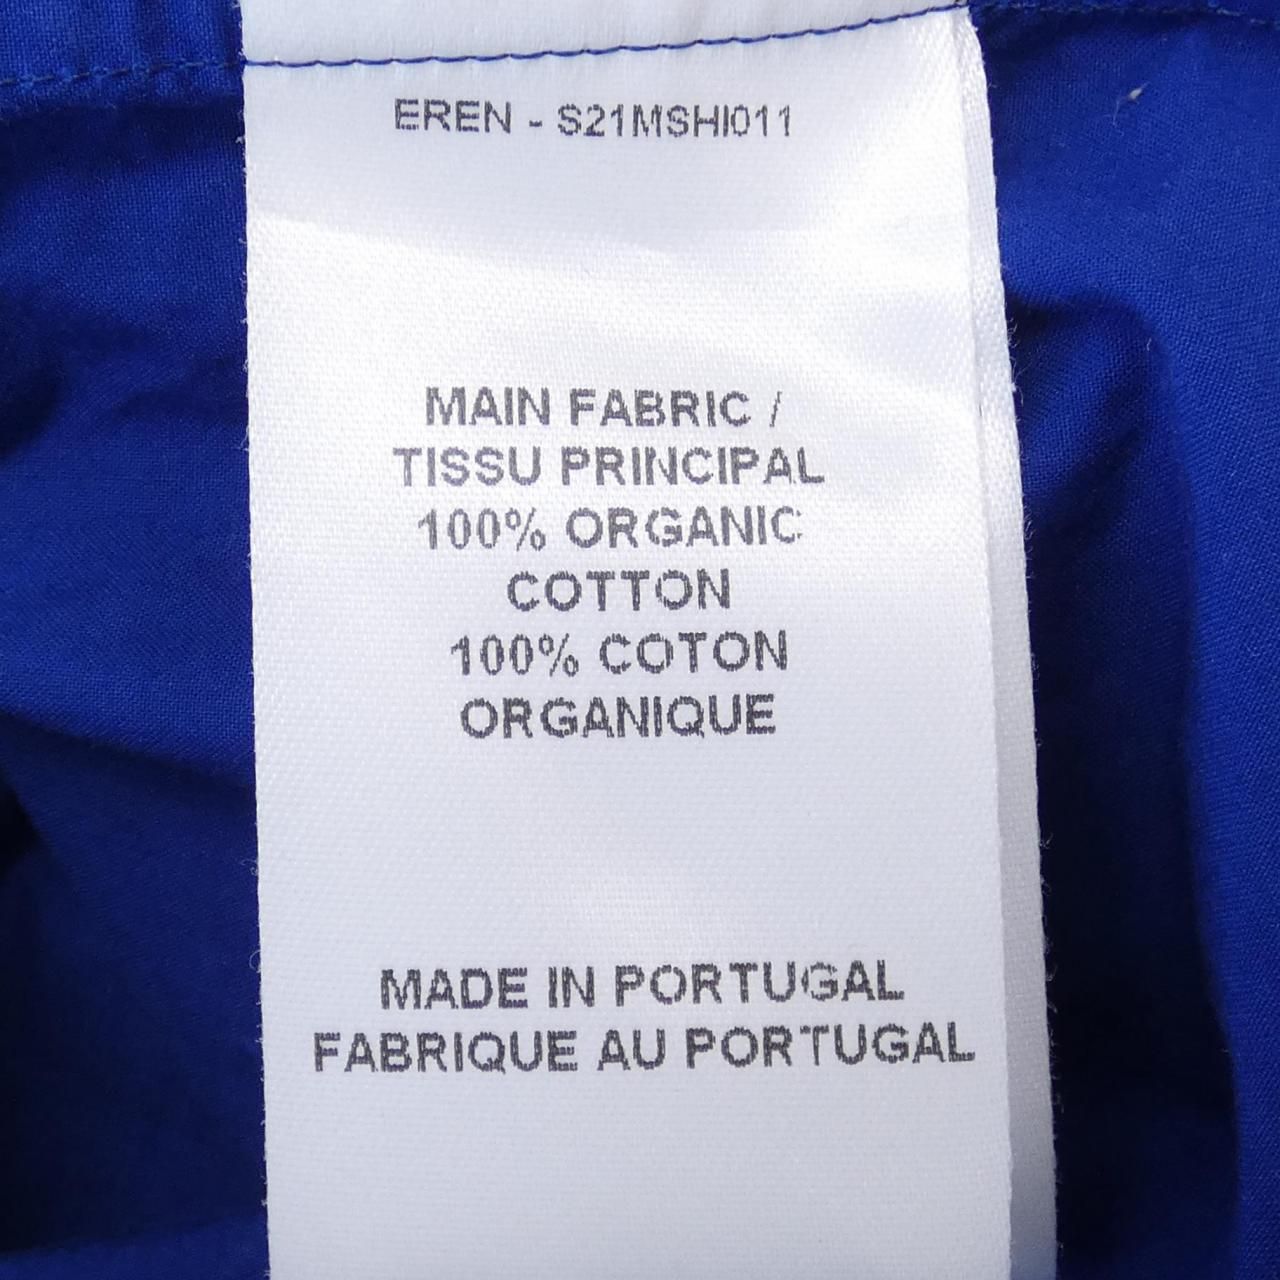 EREN - S21MSHI011
MAIN FABRIC /
TISSU PRINCIPAL
100% ORGANIC
COTTON
100% COTON
ORGANIQUE
MADE IN PORTUGAL
FABRIQUE AU PORTUGAL